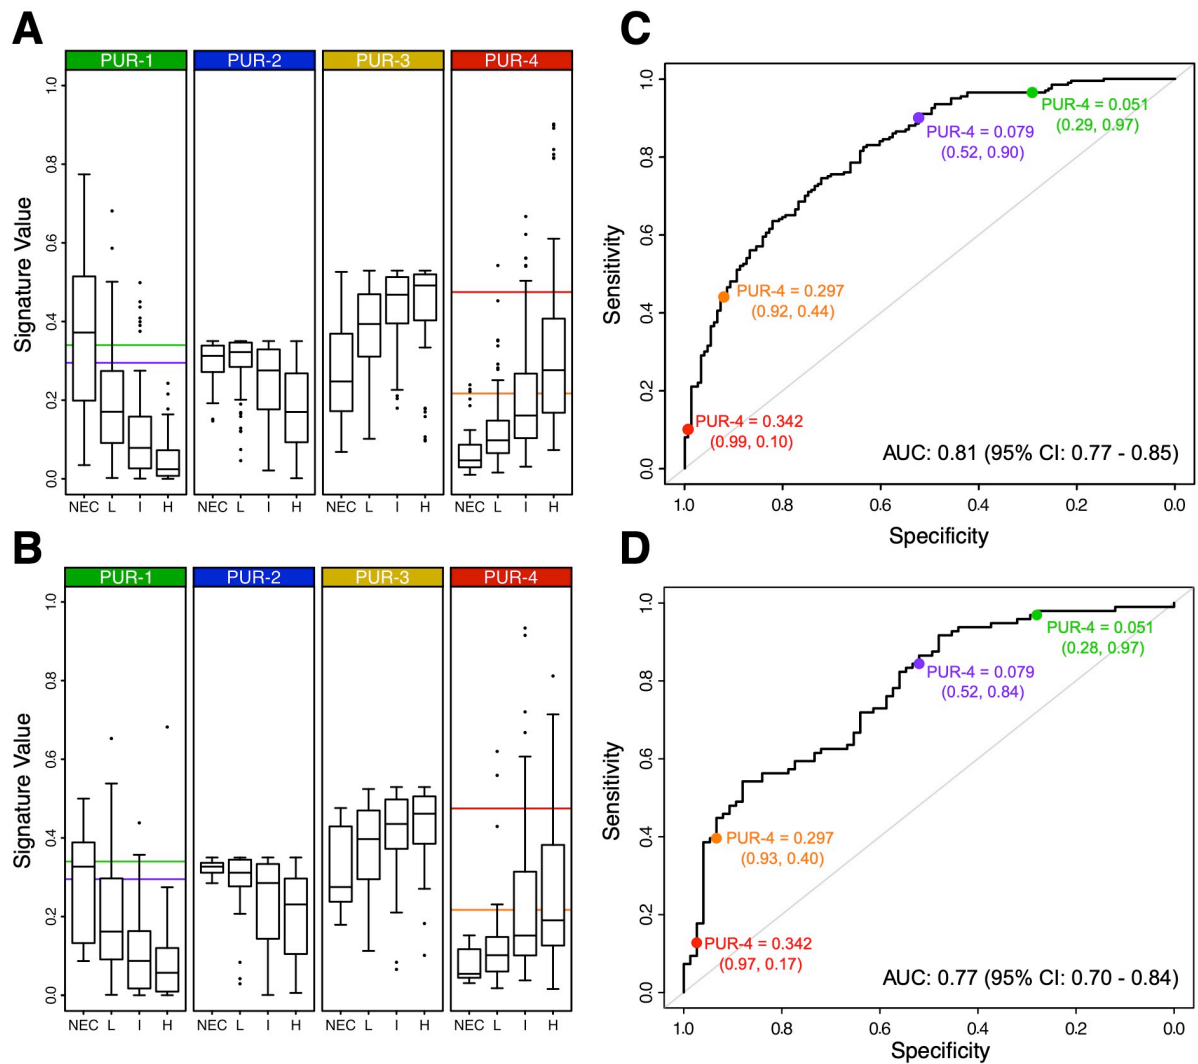 A
PUR-1 PUR-2 PUR-3 PUR-4
Signature Value
1.0
0.8
0.6
0.4
0.2
0.0
NEC L I H NEC L I H NEC L I H NEC L I H
C
Sensitivity
1.0
0.8
0.6
0.4
0.2
0.0
PUR-4 = 0.051
(0.29, 0.97)
PUR-4 = 0.079
(0.52, 0.90)
PUR-4 = 0.297
(0.92, 0.44)
PUR-4 = 0.342
(0.99, 0.10)
AUC: 0.81 (95% CI: 0.77 - 0.85)
1.0 0.8 0.6 0.4 0.2 0.0
Specificity
B
PUR-1 PUR-2 PUR-3 PUR-4
Signature Value
1.0
0.8
0.6
0.4
0.2
0.0
NEC L I H NEC L I H NEC L I H NEC L I H
D
Sensitivity
1.0
0.8
0.6
0.4
0.2
0.0
PUR-4 = 0.051
(0.28, 0.97)
PUR-4 = 0.079
(0.52, 0.84)
PUR-4 = 0.297
(0.93, 0.40)
PUR-4 = 0.342
(0.97, 0.17)
AUC: 0.77 (95% CI: 0.70 - 0.84)
1.0 0.8 0.6 0.4 0.2 0.0
Specificity